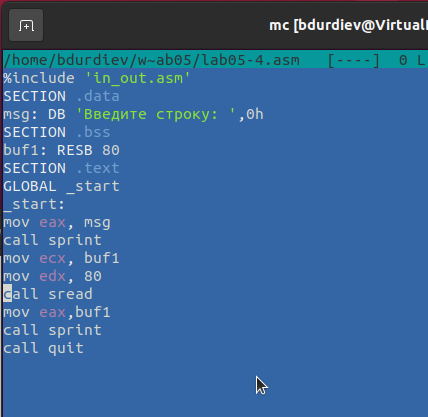 mc [bdurdiev@Virtual
/home/bdurdiev/w~ab05/lab05-4.asm [----] 0 L
%include 'in_out.asm'
SECTION .data
msg: DB 'Введите строку: ',0h
SECTION .bss
buf1: RESB 80
SECTION .text
GLOBAL _start
_start:
mov eax, msg
call sprint
mov ecx, buf1
mov edx, 80
call sread
mov eax,buf1
call sprint
call quit